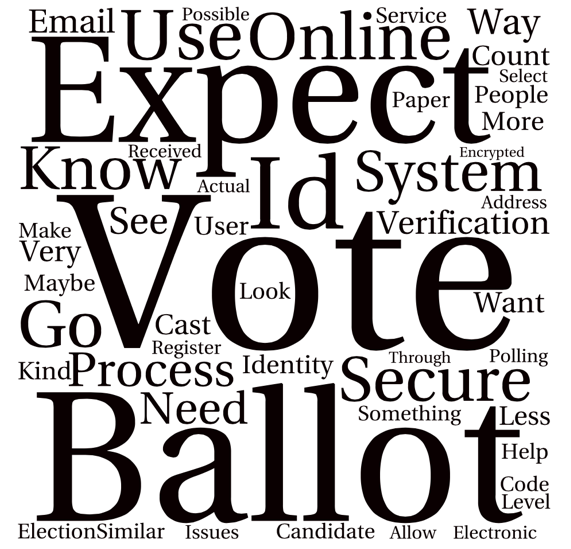 Email Use Possible Online Service Way
Expect Count
Select
Paper People
More
Know Received Actual Id System Encrypted
Address
Make See User Verification
Very
Vote
Maybe Look Want
Go Cast
Register
Kind Process Identity Through Polling
Secure
Need Something Less
Ballot Help
Code
Level
Election Similar Issues Candidate Allow Electronic